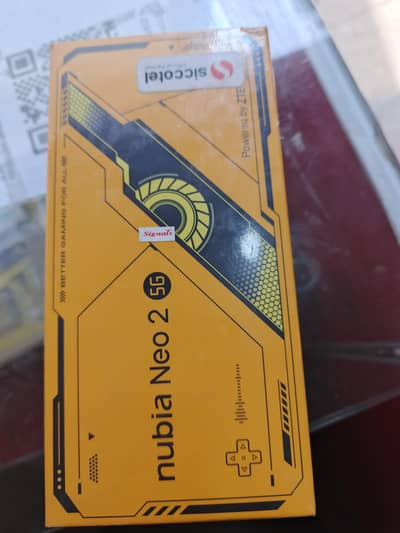 siccotel
Powered by ZTE
BETTER GAMING FOR ALL
Signals
nubia Neo 2 5G